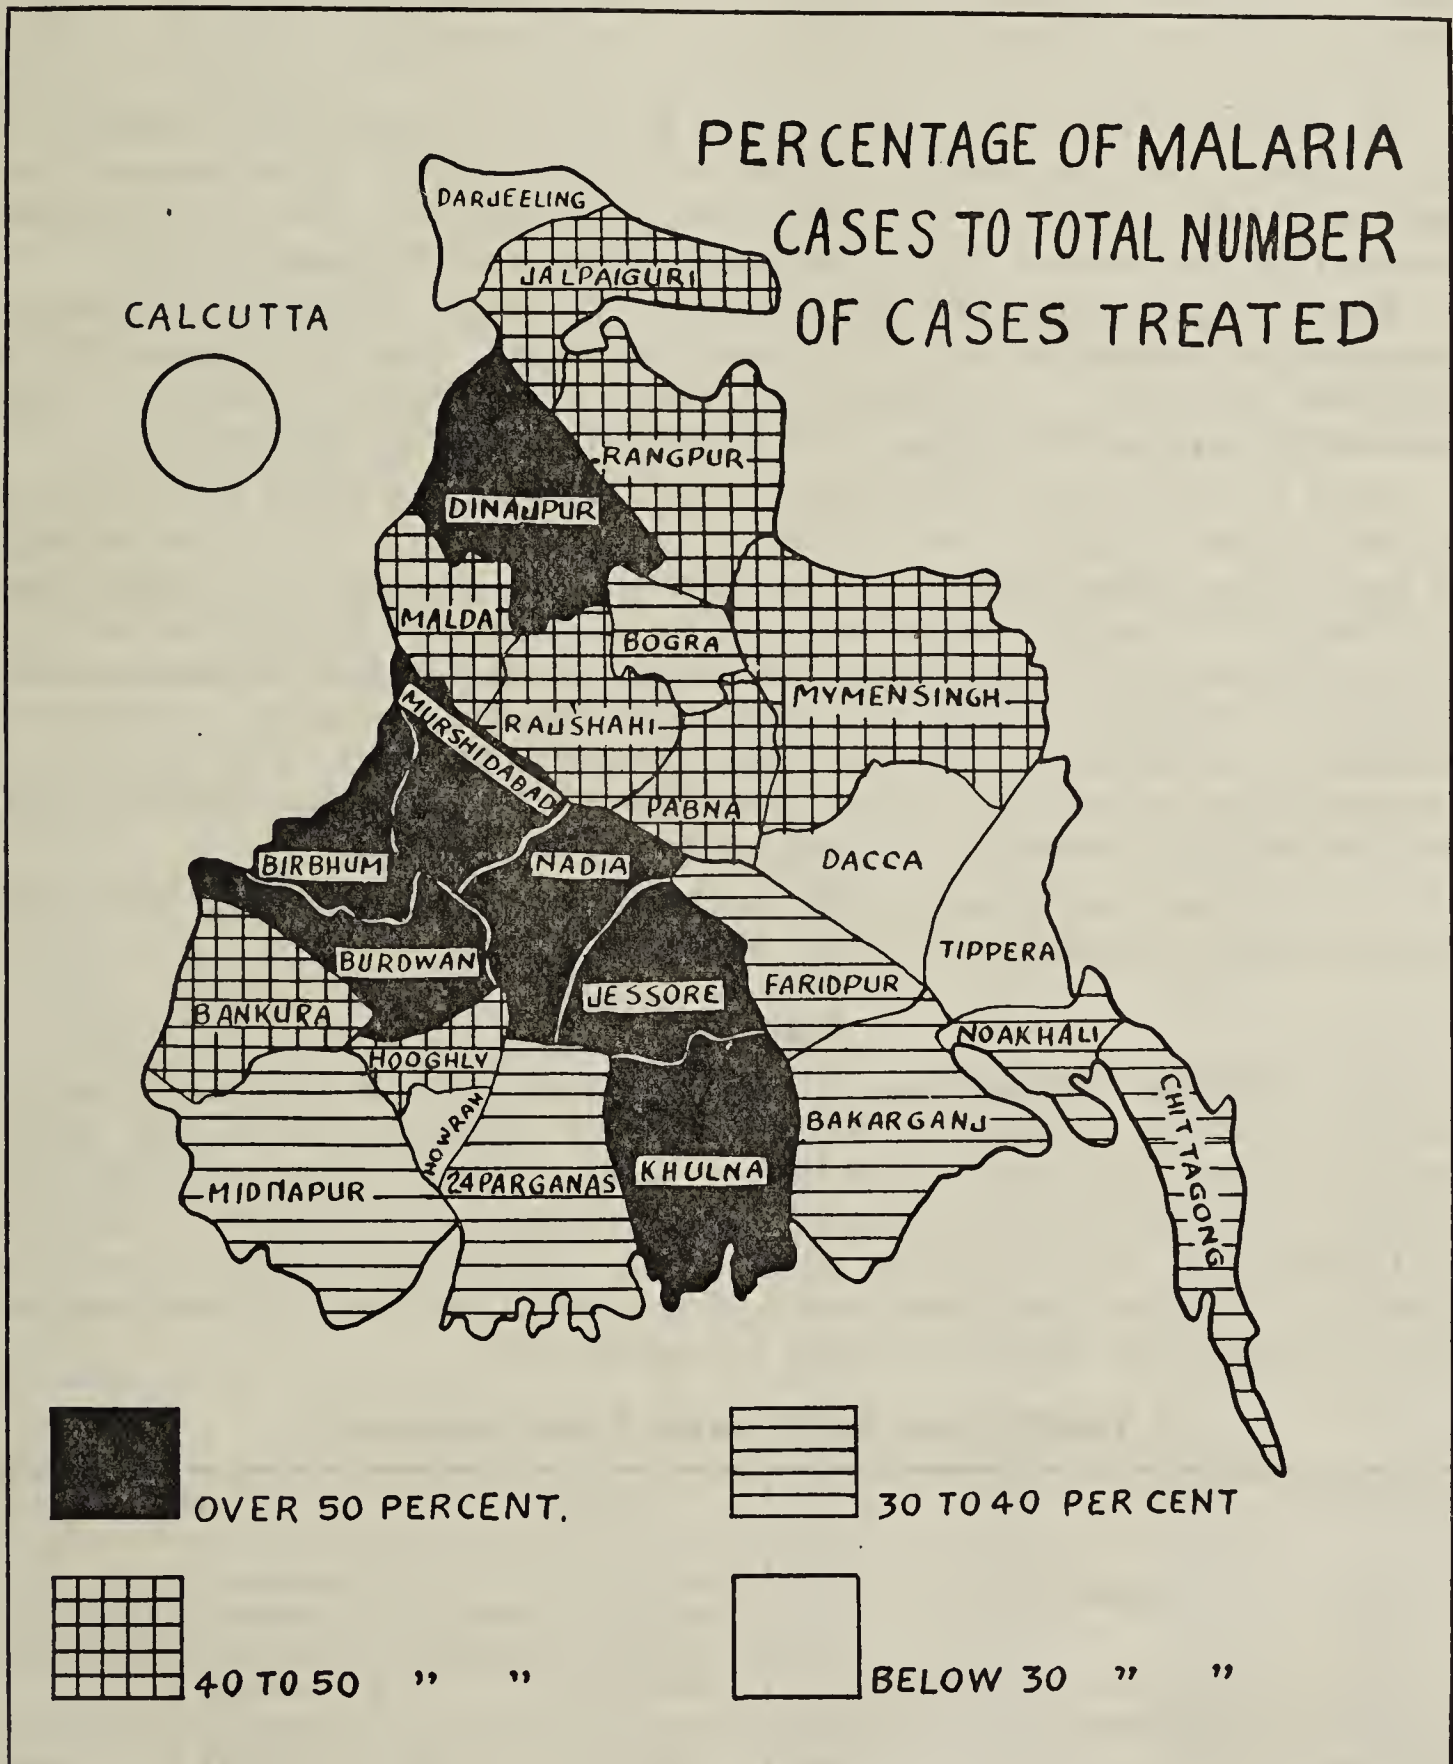 PERCENTAGE OF MALARIA
CASES TO TOTAL NUMBER
OF CASES TREATED
CALCUTTA
DARJEELING
JALPAIGURI
RANGPUR
DINAJPUR
MALDA
BOGRA
MYMENSINGH
MURSHIDABAD
RAJSHAHI
PABNA
DACCA
BIRBHUM
NADIA
TIPPERA
BURDWAN
JESSORE
FARIDPUR
BANKURA
NOAKHALI
HOOGHLY
CHITTAGONG
HOWRAH
BAKARGANJ
MIDNAPUR
24 PARGANAS
KHULNA
OVER 50 PERCENT.
30 TO 40 PER CENT
40 TO 50 " "
BELOW 30 " "